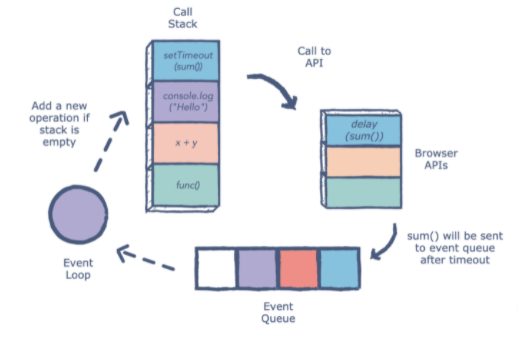 Call
Stack
setTimeout
(sum())
console.log
("Hello")
x + y
func()
Call to
API
delay
(sum())
Browser
APIs
sum() will be sent
to event queue
after timeout
Event
Queue
Event
Loop
Add a new
operation if
stack is
empty